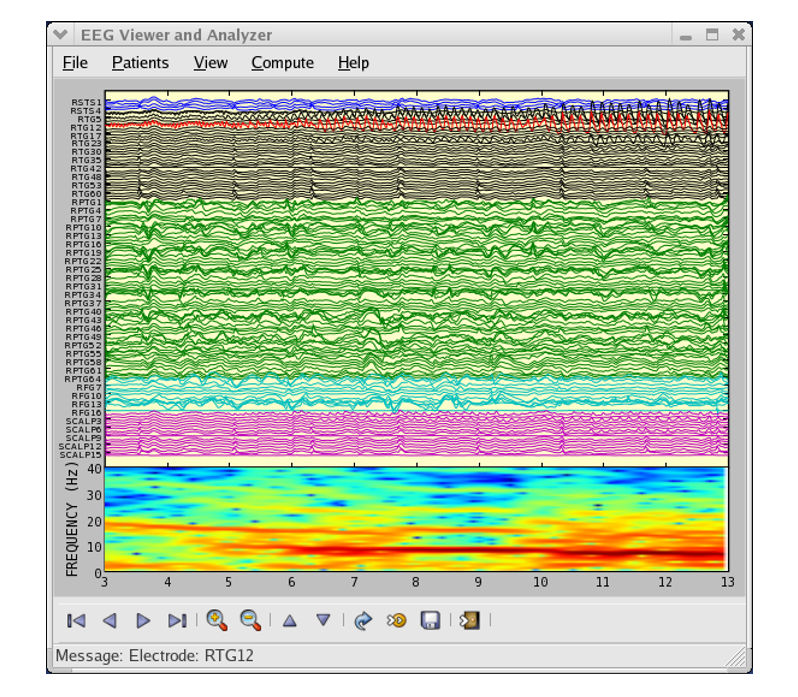 EEG Viewer and Analyzer
File Patients View Compute Help
RSTS1
RSTS4
RTG5
RTG12
RTG17
RTG23
RTG30
RTG35
RTG42
RTG48
RTG53
RTG60
RPTG1
RPTG4
RPTG7
RPTG10
RPTG13
RPTG16
RPTG19
RPTG22
RPTG25
RPTG28
RPTG31
RPTG34
RPTG37
RPTG40
RPTG43
RPTG46
RPTG49
RPTG52
RPTG55
RPTG58
RPTG61
RPTG64
RFG7
RFG10
RFG13
RFG16
SCALP3
SCALP6
SCALP9
SCALP12
SCALP15
FREQUENCY (Hz)
40
30
20
10
0
3 4 5 6 7 8 9 10 11 12 13
Message: Electrode: RTG12